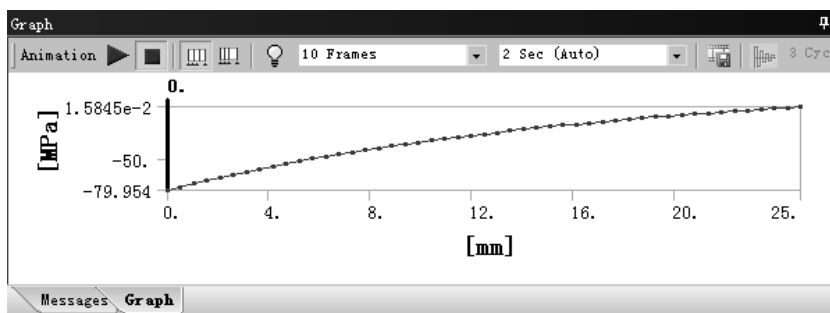 Graph
Animation 10 Frames 2 Sec (Auto) 3 Cyc
0.
1.5845e-2
[MPa]
-50.
-79.954
0. 4. 8. 12. 16. 20. 25.
[mm]
Messages Graph